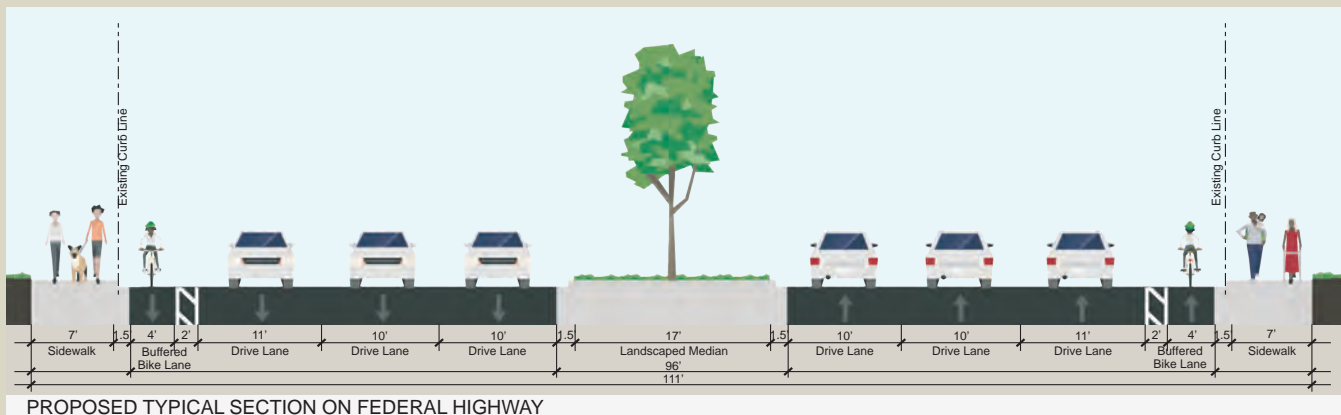 Existing Curb Line
Existing Curb Line
7' 1.5' 4' 2' 11' 10' 10' 1.5' 17' 1.5' 10' 10' 11' 2' 4' 1.5' 7'
Sidewalk Buffered Drive Lane Drive Lane Drive Lane Landscaped Median Drive Lane Drive Lane Drive Lane Buffered Sidewalk
Bike Lane 96' Bike Lane
111'
PROPOSED TYPICAL SECTION ON FEDERAL HIGHWAY